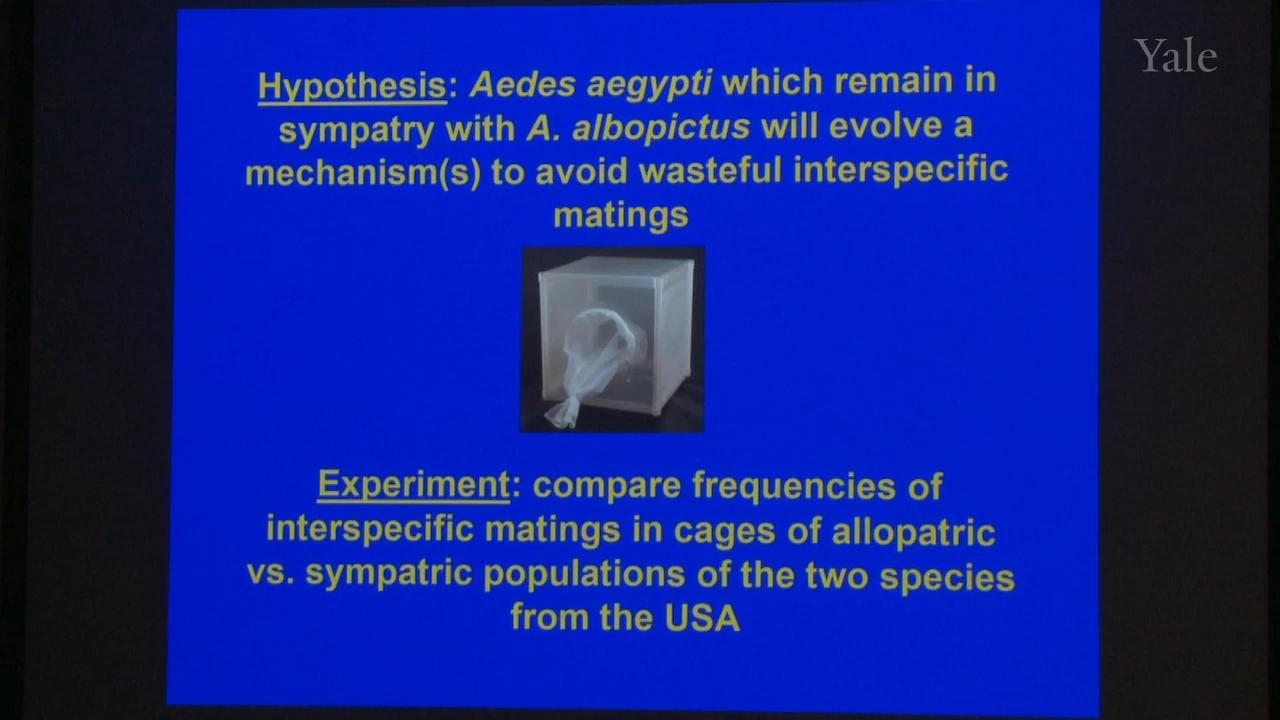 Yale
Hypothesis: Aedes aegypti which remain in
sympatry with A. albopictus will evolve a
mechanism(s) to avoid wasteful interspecific
matings
Experiment: compare frequencies of
interspecific matings in cages of allopatric
vs. sympatric populations of the two species
from the USA